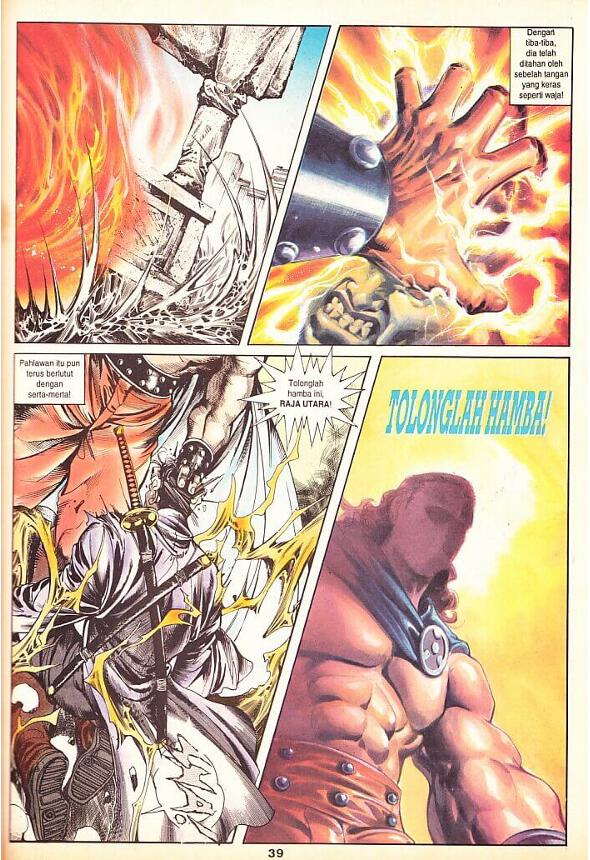 Dengan
tiba-tiba,
dia telah
ditahan oleh
sebelah tangan
yang keras
seperti waja!
Pahlawan itu pun
terus berlutut
dengan
serta-merta!
Tolonglah
hamba ini,
RAJA UTARA!
TOLONGLAH HAMBA!
39